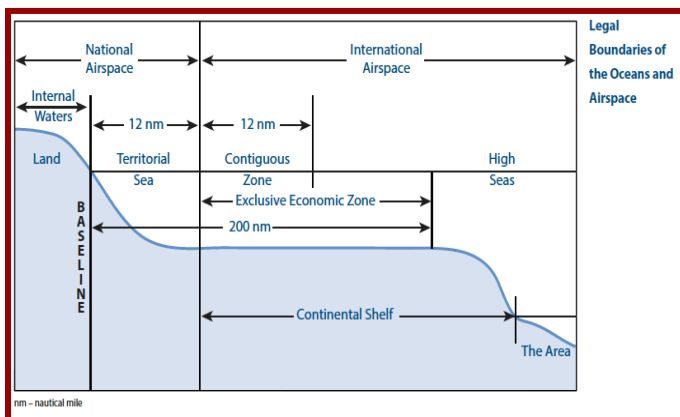 Legal
Boundaries of
the Oceans and
Airspace
National
Airspace
International
Airspace
Internal
Waters
12 nm
12 nm
Land
Territorial
Sea
Contiguous
Zone
High
Seas
Exclusive Economic Zone
200 nm
BASELINE
Continental Shelf
The Area
nm – nautical mile